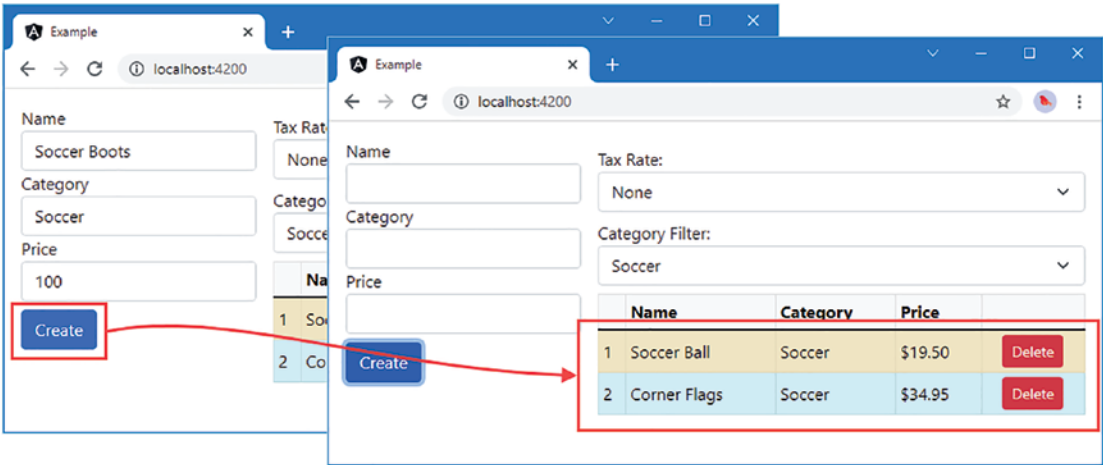 Example
localhost:4200
Name
Soccer Boots
Category
Soccer
Price
100
Create
Tax Rat
None
Catego
Socce
Na
1 Soc
2 Co
Example
localhost:4200
Name
Category
Price
Create
Tax Rate:
None
Category Filter:
Soccer
Name Category Price
1 Soccer Ball Soccer $19.50 Delete
2 Corner Flags Soccer $34.95 Delete